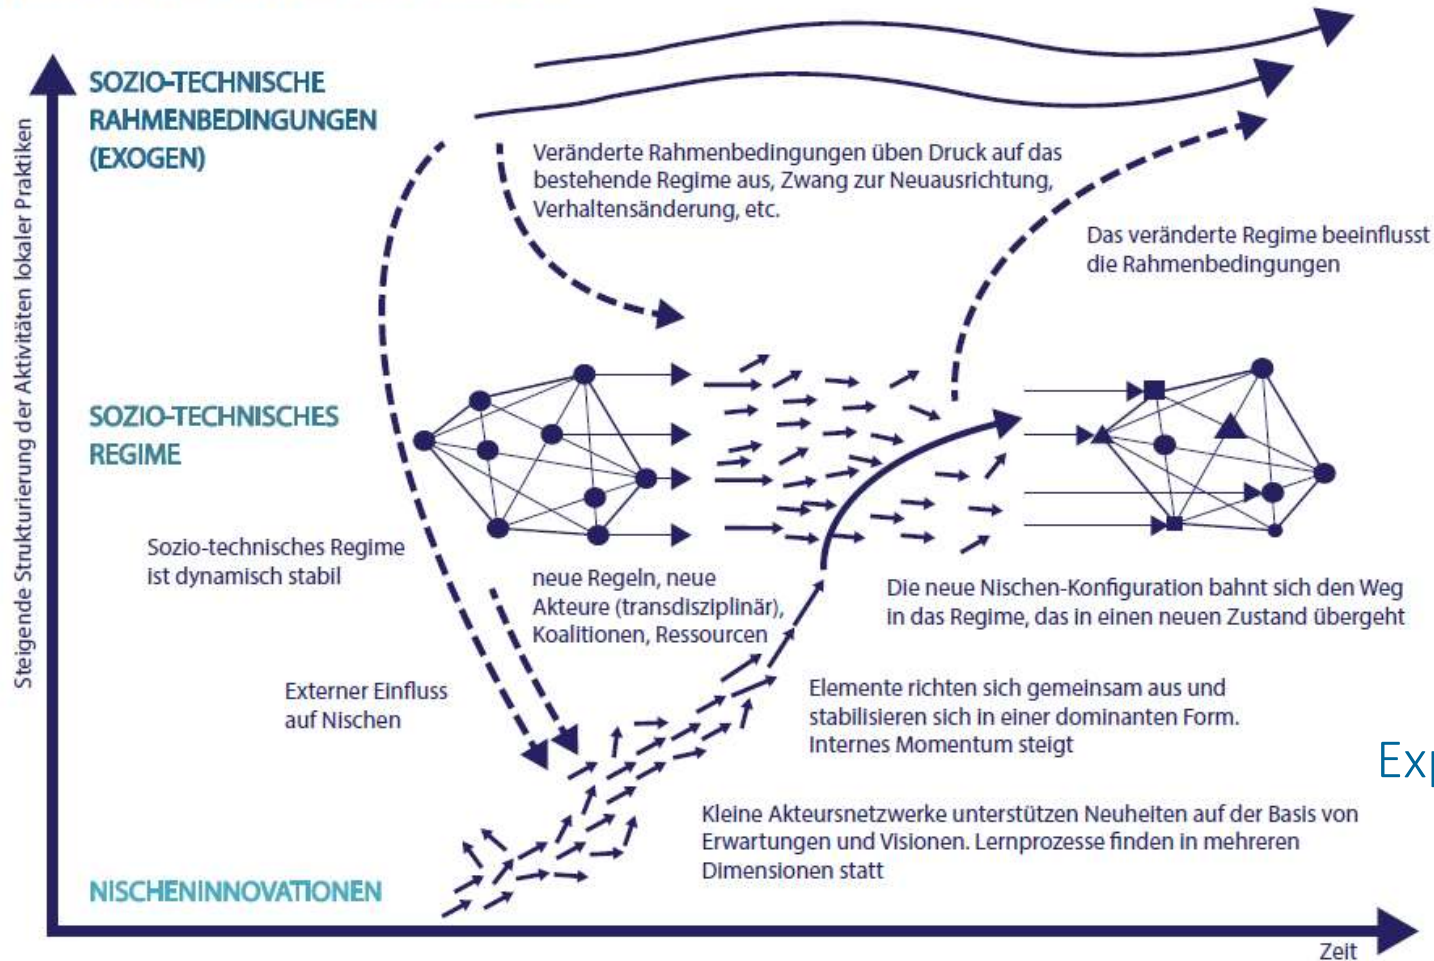 SOZIO-TECHNISCHE
RAHMENBEDINGUNGEN
(EXOGEN)
Steigende Strukturierung der Aktivitäten lokaler Praktiken
Veränderte Rahmenbedingungen üben Druck auf das
bestehende Regime aus, Zwang zur Neuausrichtung,
Verhaltensänderung, etc.
Das veränderte Regime beeinflusst
die Rahmenbedingungen
SOZIO-TECHNISCHES
REGIME
Sozio-technisches Regime
ist dynamisch stabil
neue Regeln, neue
Akteure (transdisziplinär),
Koalitionen, Ressourcen
Die neue Nischen-Konfiguration bahnt sich den Weg
in das Regime, das in einen neuen Zustand übergeht
Externer Einfluss
auf Nischen
Elemente richten sich gemeinsam aus und
stabilisieren sich in einer dominanten Form.
Internes Momentum steigt
Exp
Kleine Akteursnetzwerke unterstützen Neuheiten auf der Basis von
Erwartungen und Visionen. Lernprozesse finden in mehreren
Dimensionen statt
NISCHENINNOVATIONEN
Zeit